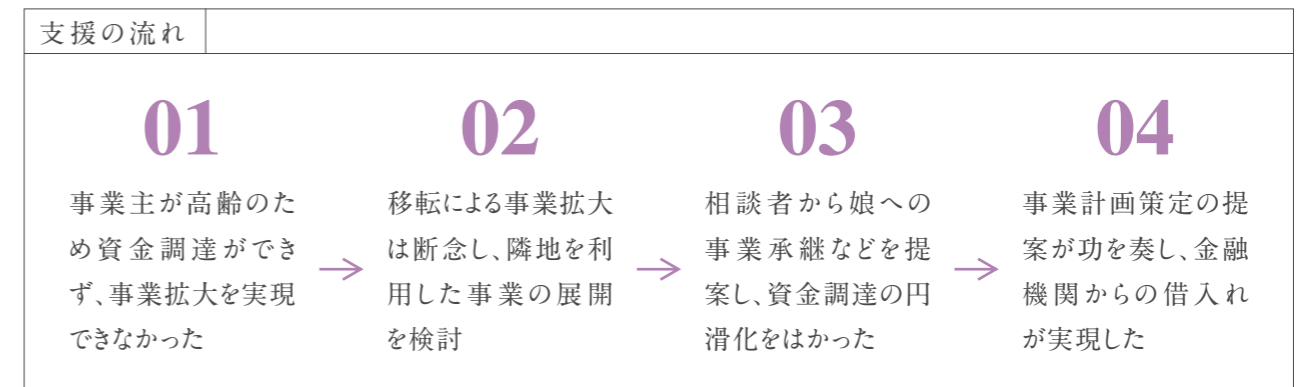 支援の流れ
01
事業主が高齢のた
め資金調達ができ
ず、事業拡大を実現
できなかった
02
移転による事業拡大
は断念し、隣地を利
用した事業の展開
を検討
03
相談者から娘への
事業承継などを提
案し、資金調達の円
滑化をはかった
04
事業計画策定の提
案が功を奏し、金融
機関からの借入れ
が実現した